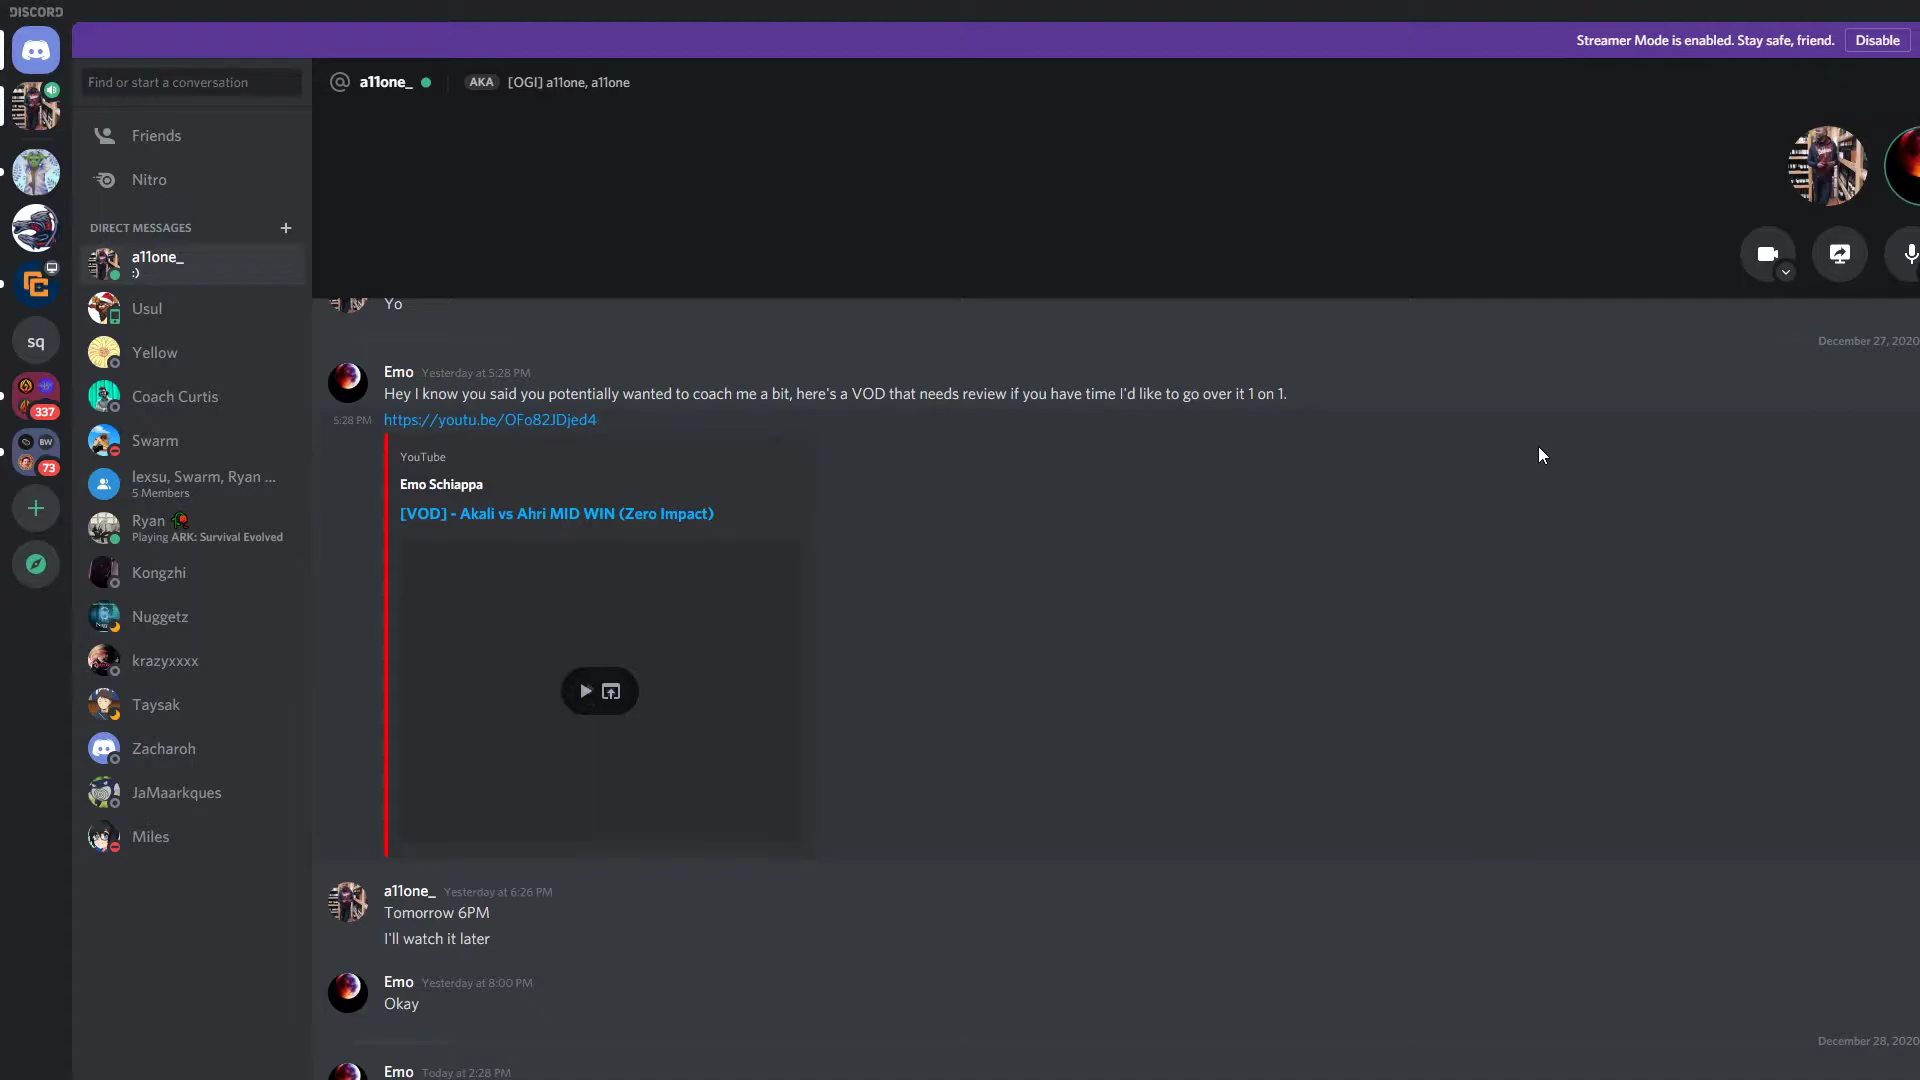 DISCORD
Streamer Mode is enabled. Stay safe, friend.
Disable
Find or start a conversation
a11one_
AKA
[OGI] a11one, a11one
Friends
Nitro
DIRECT MESSAGES
a11one_
:)
Usul
Yellow
Coach Curtis
Swarm
lexsu, Swarm, Ryan ...
5 Members
Ryan
Playing ARK: Survival Evolved
Kongzhi
Nuggetz
krazyxxxx
Taysak
Zacharoh
JaMaarkques
Miles
sq
337
BW
73
Yo
December 27, 2020
Emo Yesterday at 5:28 PM
Hey I know you said you potentially wanted to coach me a bit, here's a VOD that needs review if you have time I'd like to go over it 1 on 1.
5:28 PM https://youtu.be/OFo82JDjed4
YouTube
Emo Schiappa
[VOD] - Akali vs Ahri MID WIN (Zero Impact)
a11one_ Yesterday at 6:26 PM
Tomorrow 6PM
I'll watch it later
Emo Yesterday at 8:00 PM
Okay
December 28, 2020
Emo Today at 2:28 PM